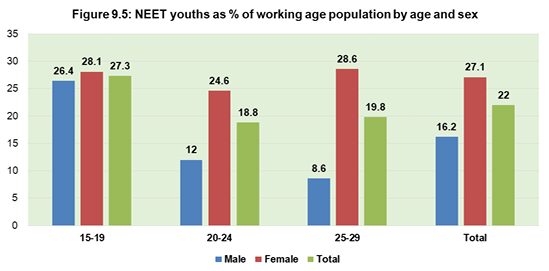 Figure 9.5: NEET youths as % of working age population by age and sex
35
30
25
20
15
10
5
0
26.4 28.1 27.3
12 24.6 18.8
8.6 28.6 19.8
16.2 27.1 22
15-19 20-24 25-29 Total
Male Female Total